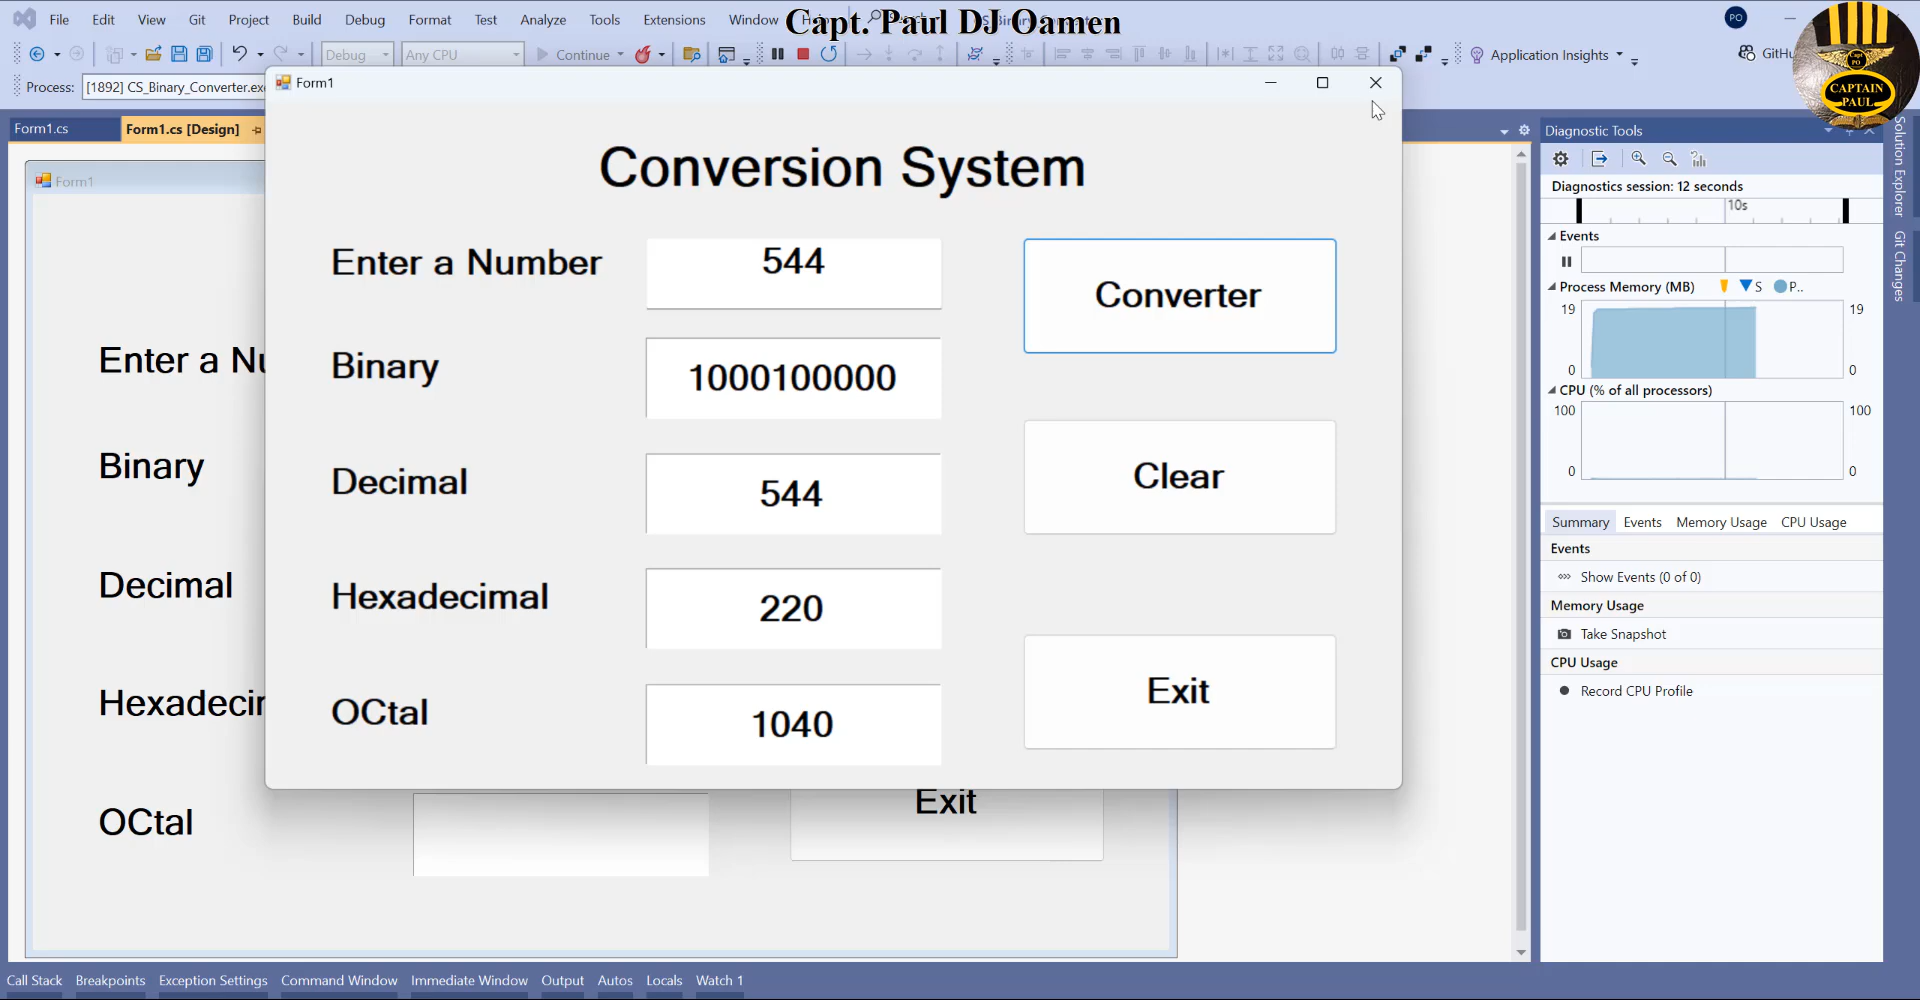 File Edit View Git Project Build Debug Format Test Analyze Tools Extensions Window
Capt. Paul DJ Oamen
PO
Debug Any CPU Continue Application Insights GitHu
Process: [1892] CS_Binary_Converter.exe
Form1
CAPTAIN
PAUL
Form1.cs Form1.cs [Design] Diagnostic Tools
Solution Explorer
Git Changes
Form1
Conversion System
Enter a Number 544 Converter
Binary 1000100000
Decimal 544 Clear
Hexadecimal 220
OCtal 1040 Exit
Enter a Nu
Binary
Decimal
Hexadecim
OCtal
Exit
Diagnostics session: 12 seconds
10s
Events
Process Memory (MB) S P..
19 19
0 0
CPU (% of all processors)
100 100
0 0
Summary Events Memory Usage CPU Usage
Events
Show Events (0 of 0)
Memory Usage
Take Snapshot
CPU Usage
Record CPU Profile
Call Stack Breakpoints Exception Settings Command Window Immediate Window Output Autos Locals Watch 1